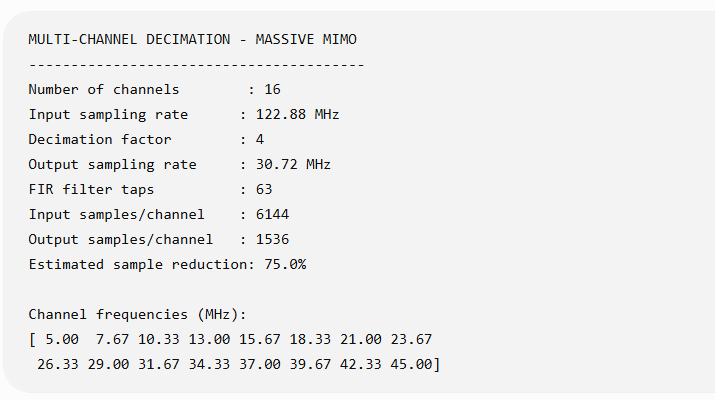 MULTI-CHANNEL DECIMATION - MASSIVE MIMO
----------------------------------------
Number of channels        : 16
Input sampling rate      : 122.88 MHz
Decimation factor        : 4
Output sampling rate     : 30.72 MHz
FIR filter taps          : 63
Input samples/channel    : 6144
Output samples/channel   : 1536
Estimated sample reduction: 75.0%

Channel frequencies (MHz):
[ 5.00  7.67 10.33 13.00 15.67 18.33 21.00 23.67
 26.33 29.00 31.67 34.33 37.00 39.67 42.33 45.00]